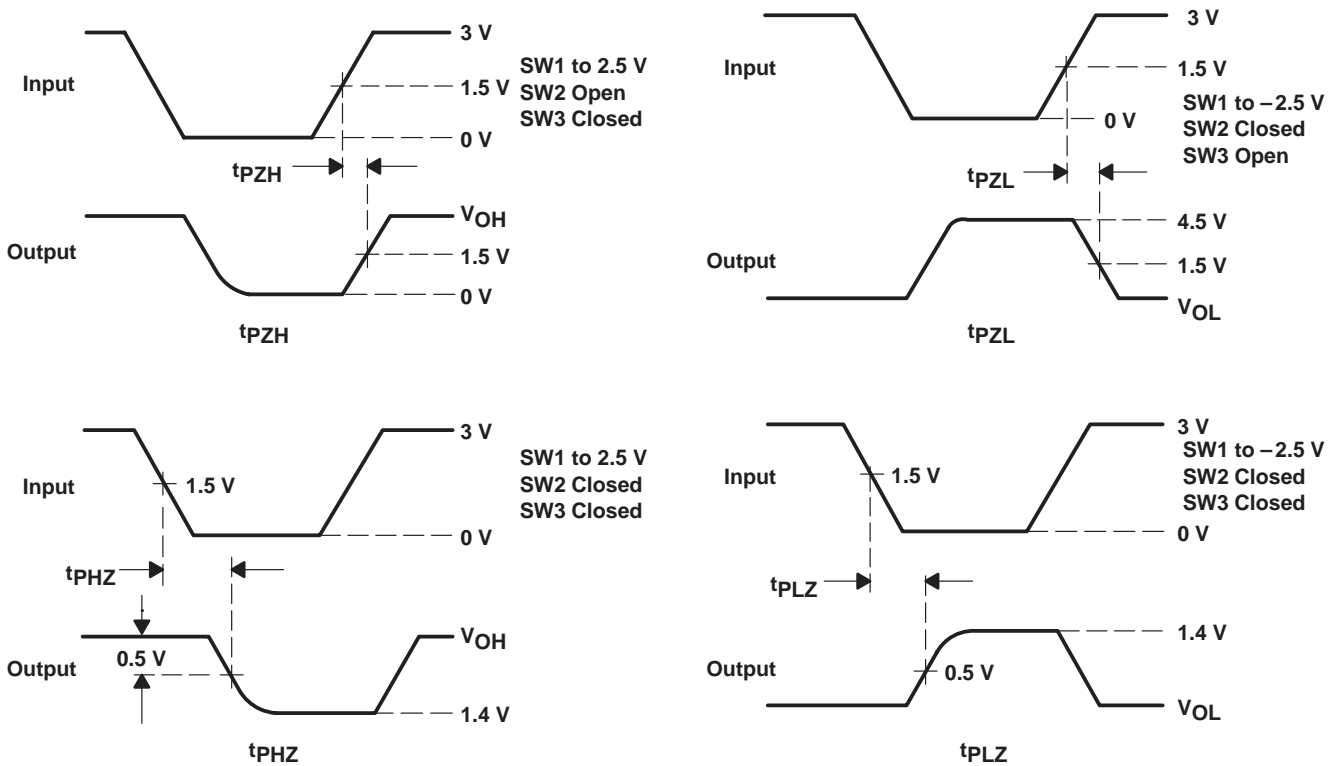 3 V
Input
1.5 V
SW1 to 2.5 V
SW2 Open
SW3 Closed
0 V
tPZH
VOH
Output
1.5 V
0 V
tPZH
3 V
Input
1.5 V
SW1 to –2.5 V
SW2 Closed
SW3 Open
0 V
tPZL
4.5 V
Output
1.5 V
VOL
tPZL
3 V
Input
1.5 V
SW1 to 2.5 V
SW2 Closed
SW3 Closed
0 V
tPHZ
VOH
Output
0.5 V
1.4 V
tPHZ
3 V
Input
1.5 V
SW1 to –2.5 V
SW2 Closed
SW3 Closed
0 V
tPLZ
1.4 V
Output
0.5 V
VOL
tPLZ